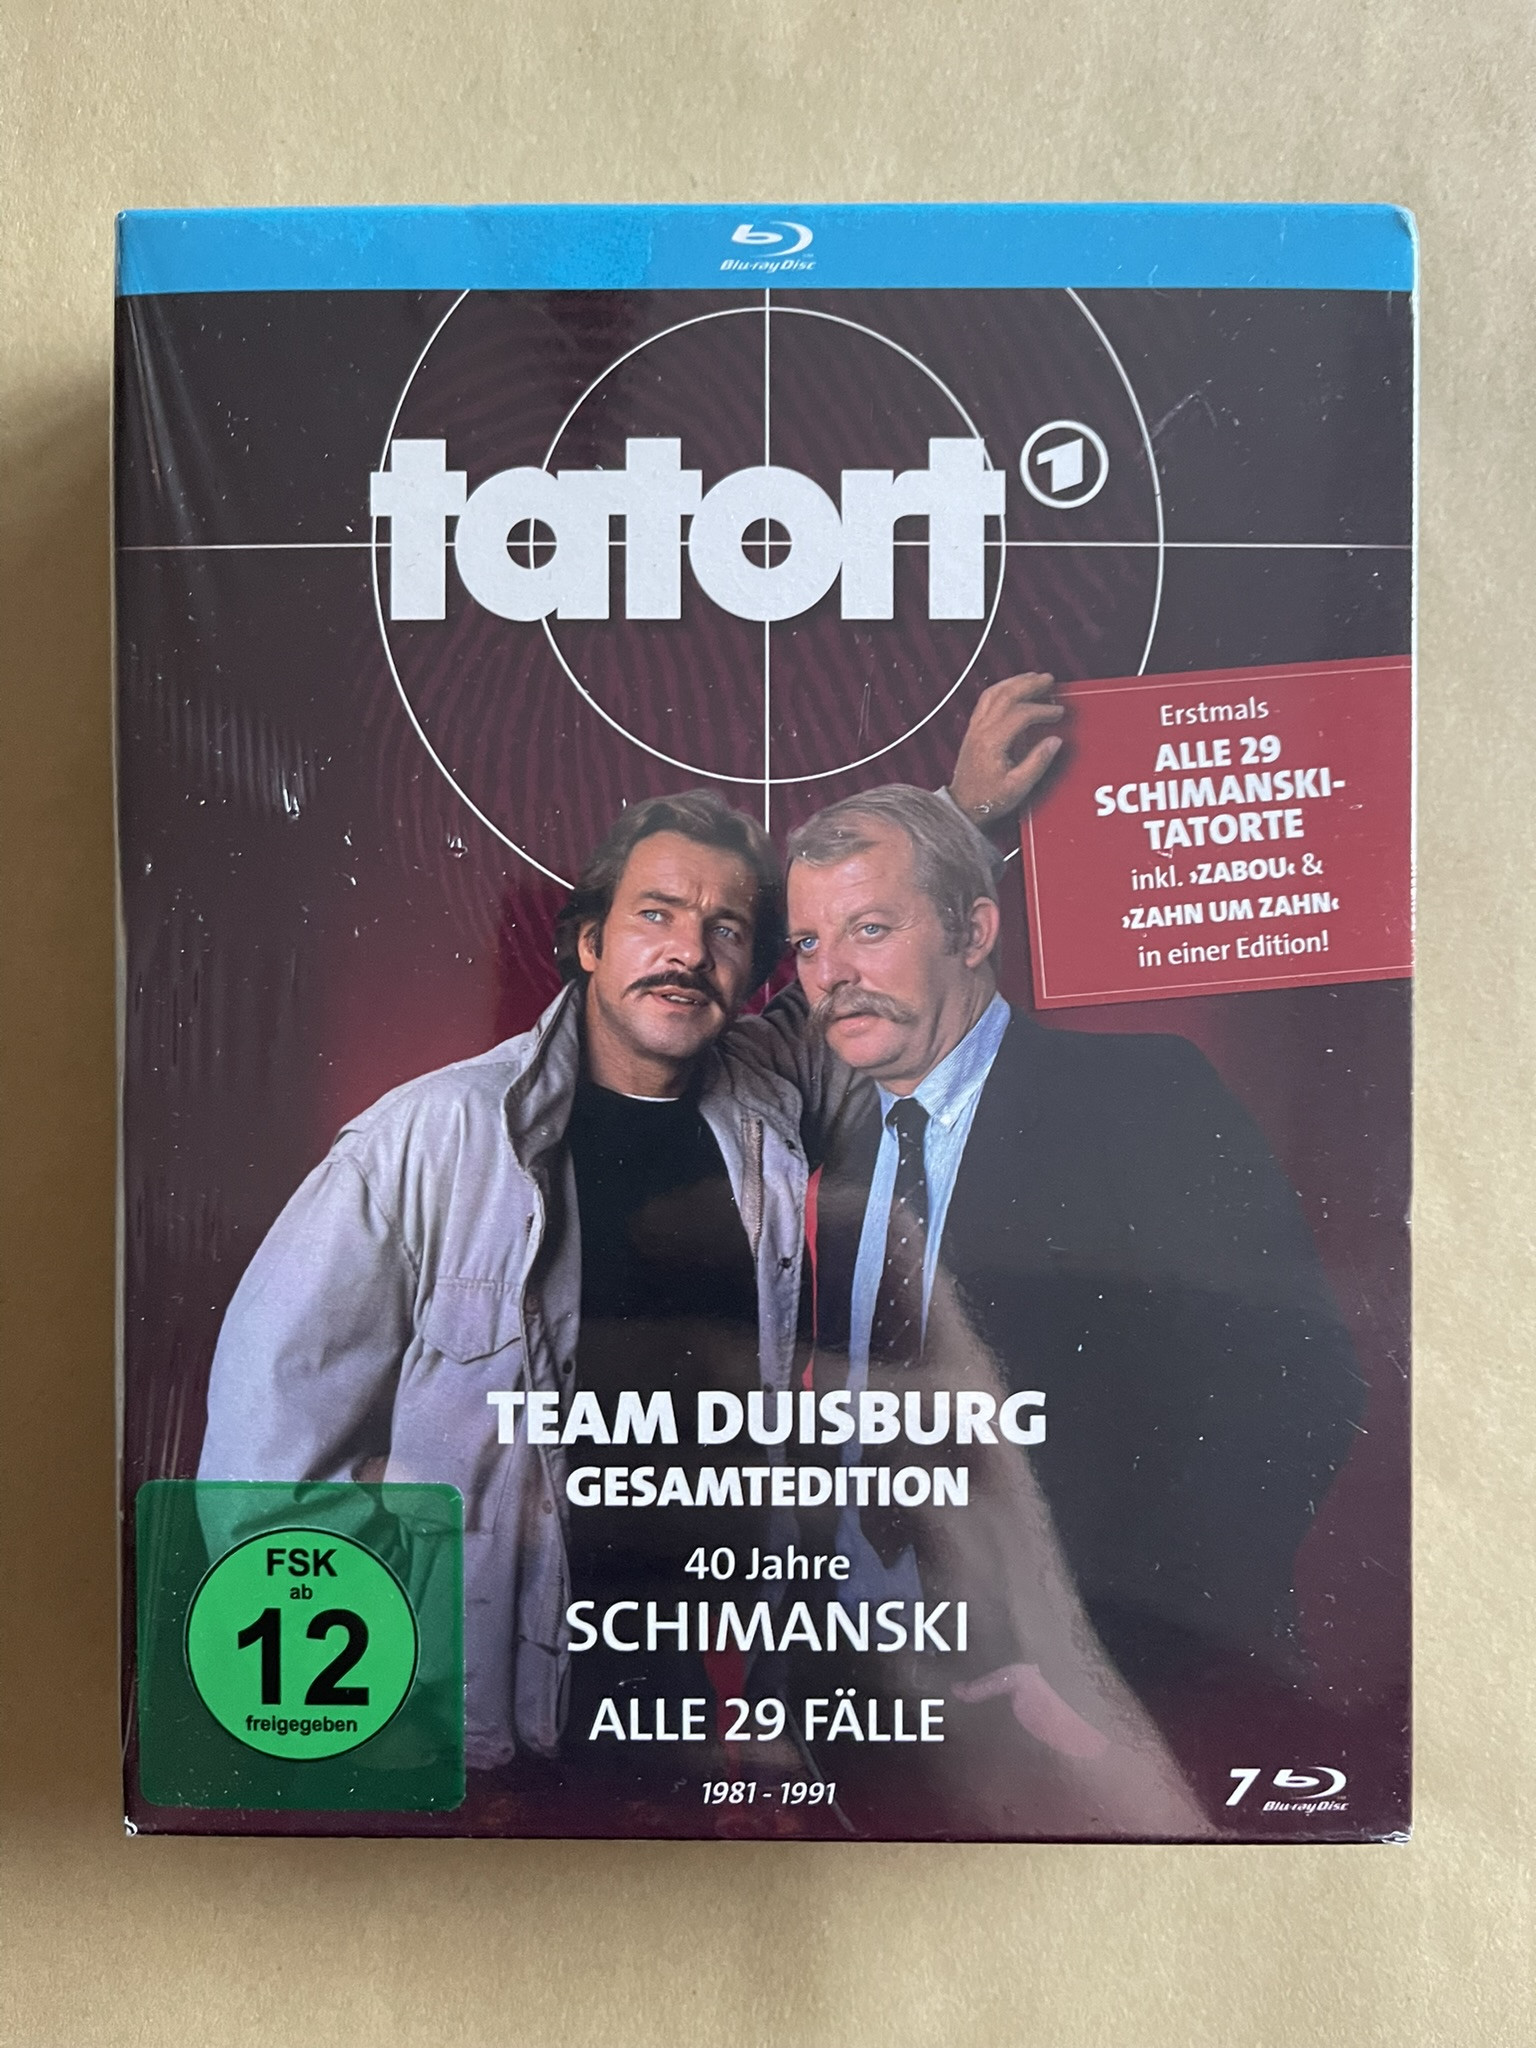 Blu-ray Disc
tatort 1
Erstmals
ALLE 29
SCHIMANSKI-
TATORTE
inkl. ›ZABOU‹ &
›ZAHN UM ZAHN‹
in einer Edition!
TEAM DUISBURG
GESAMTEDITION
40 Jahre
SCHIMANSKI
ALLE 29 FÄLLE
1981 - 1991
FSK
ab
12
freigegeben
7 Blu-ray Disc